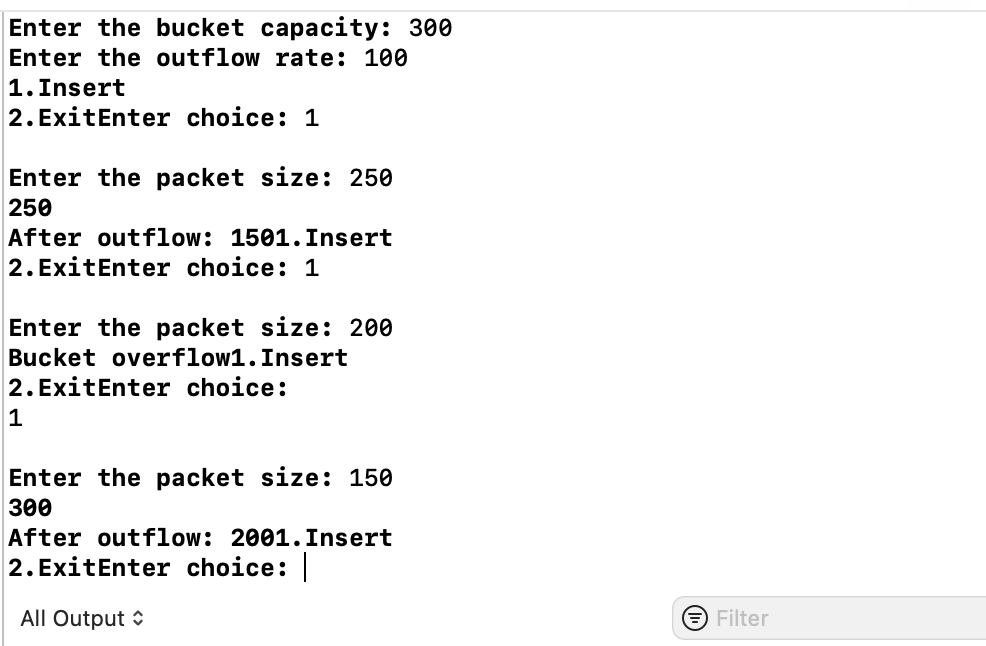 Enter the bucket capacity: 300
Enter the outflow rate: 100
1.Insert
2.ExitEnter choice: 1
Enter the packet size: 250
250
After outflow: 1501.Insert
2.ExitEnter choice: 1
Enter the packet size: 200
Bucket overflow1.Insert
2.ExitEnter choice:
1
Enter the packet size: 150
300
After outflow: 2001.Insert
2.ExitEnter choice:
All Output
Filter